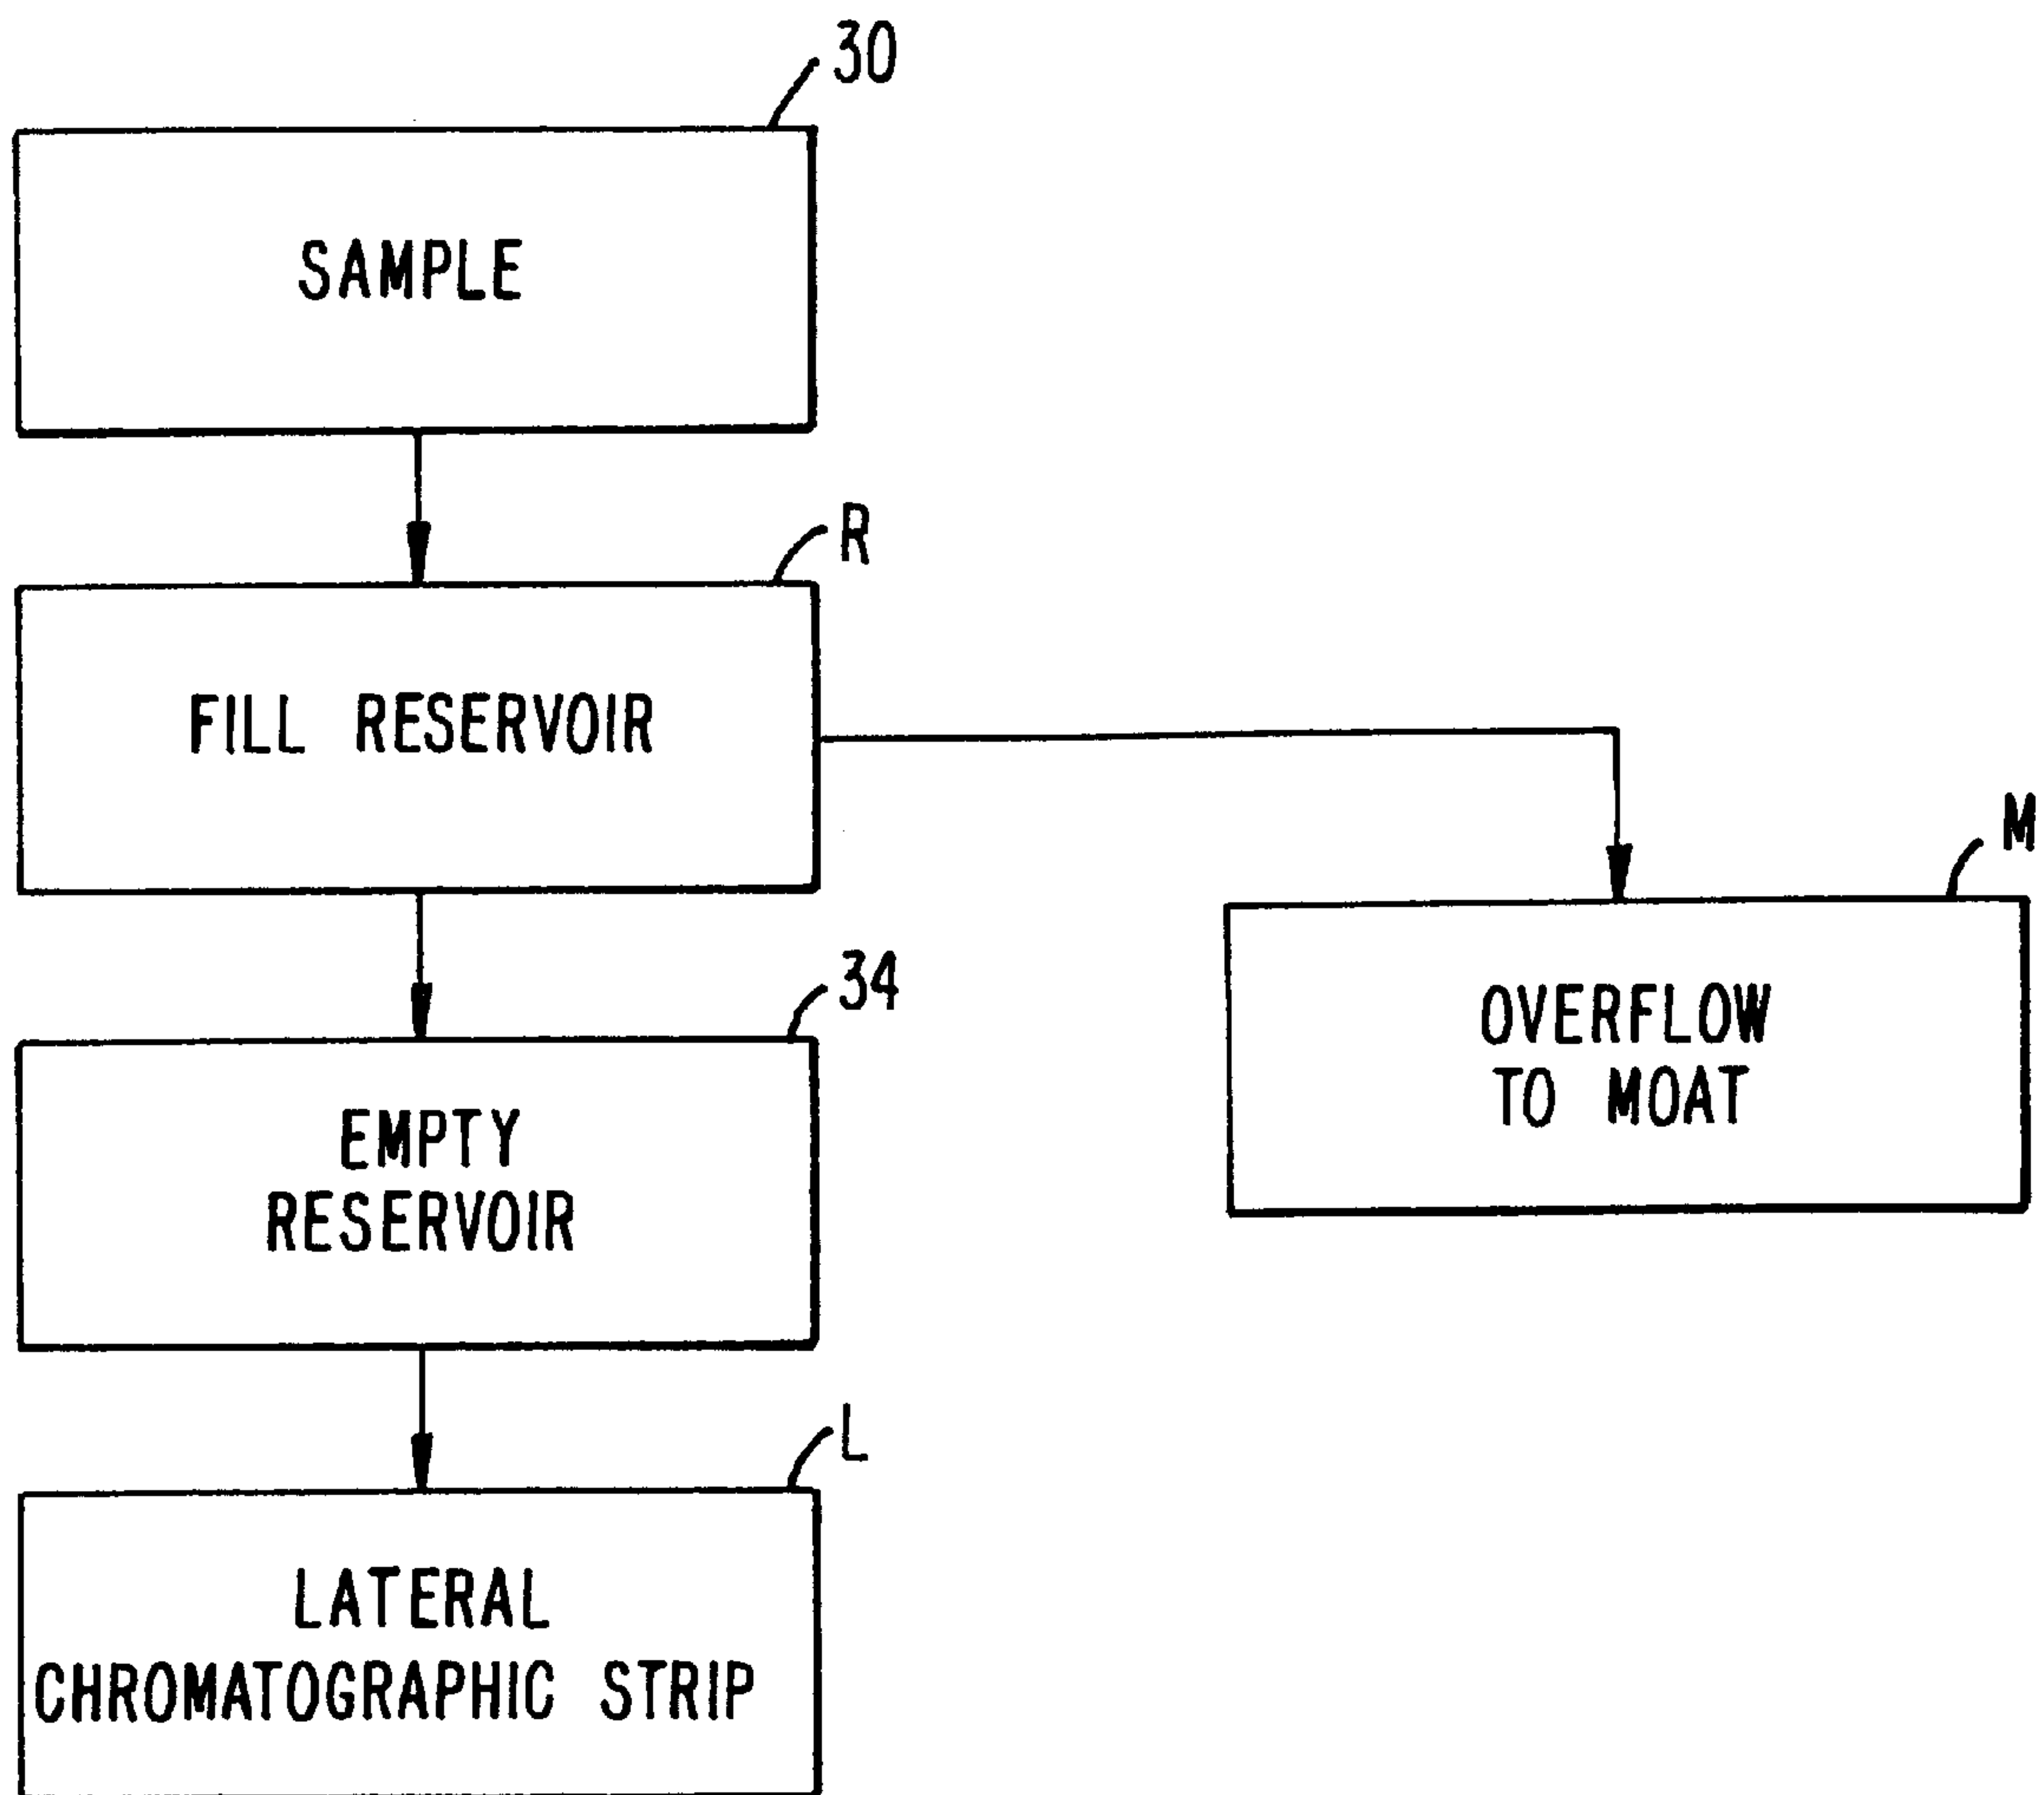 30
SAMPLE
R
FILL RESERVOIR
M
OVERFLOW
TO MOAT
34
EMPTY
RESERVOIR
L
LATERAL
CHROMATOGRAPHIC STRIP